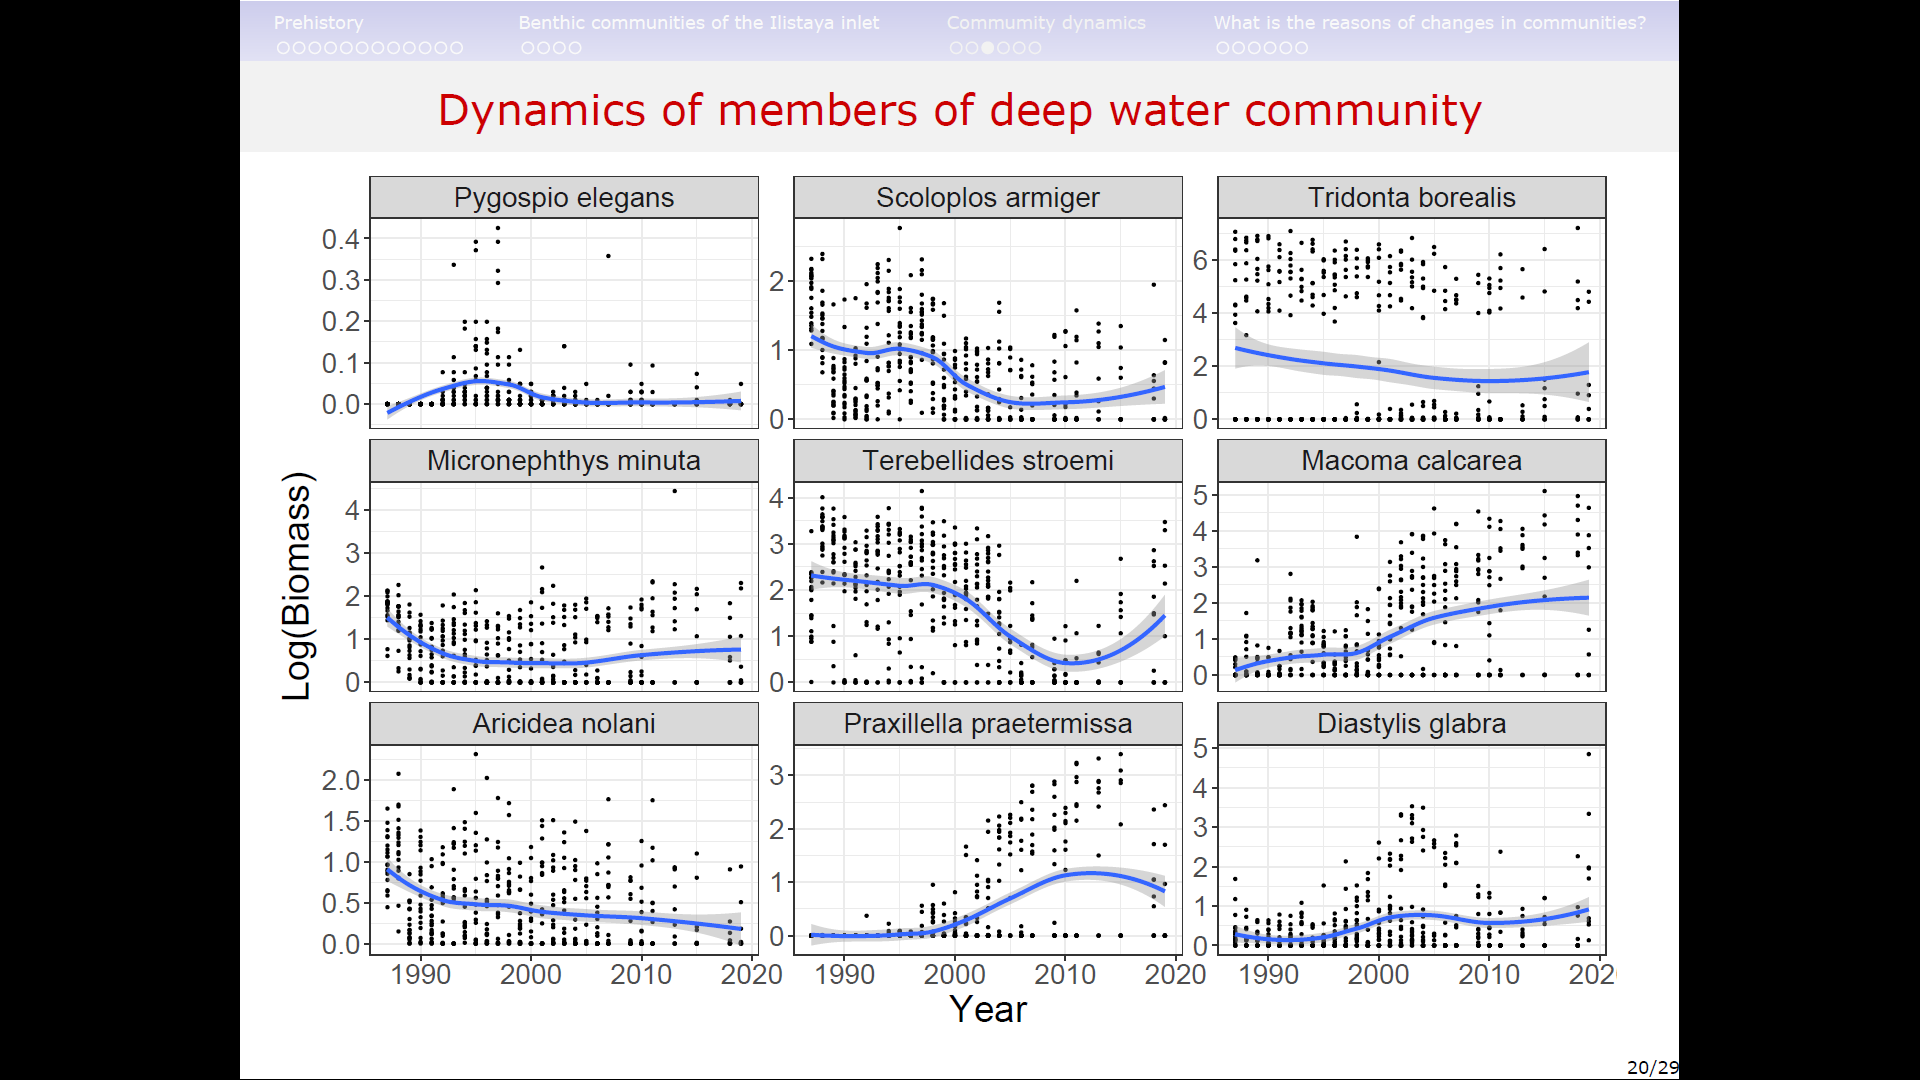 Prehistory
Benthic communities of the Ilistaya inlet
Commumity dynamics
What is the reasons of changes in communities?
Dynamics of members of deep water community
Pygospio elegans
Scoloplos armiger
Tridonta borealis
0.4
0.3
0.2
0.1
0.0
2
1
0
6
4
2
0
Micronephthys minuta
Terebellides stroemi
Macoma calcarea
4
3
2
1
0
4
3
2
1
0
5
4
3
2
1
0
Aricidea nolani
Praxillella praetermissa
Diastylis glabra
2.0
1.5
1.0
0.5
0.0
3
2
1
0
5
4
3
2
1
0
1990 2000 2010 2020
1990 2000 2010 2020
1990 2000 2010 202
Log(Biomass)
Year
20/29